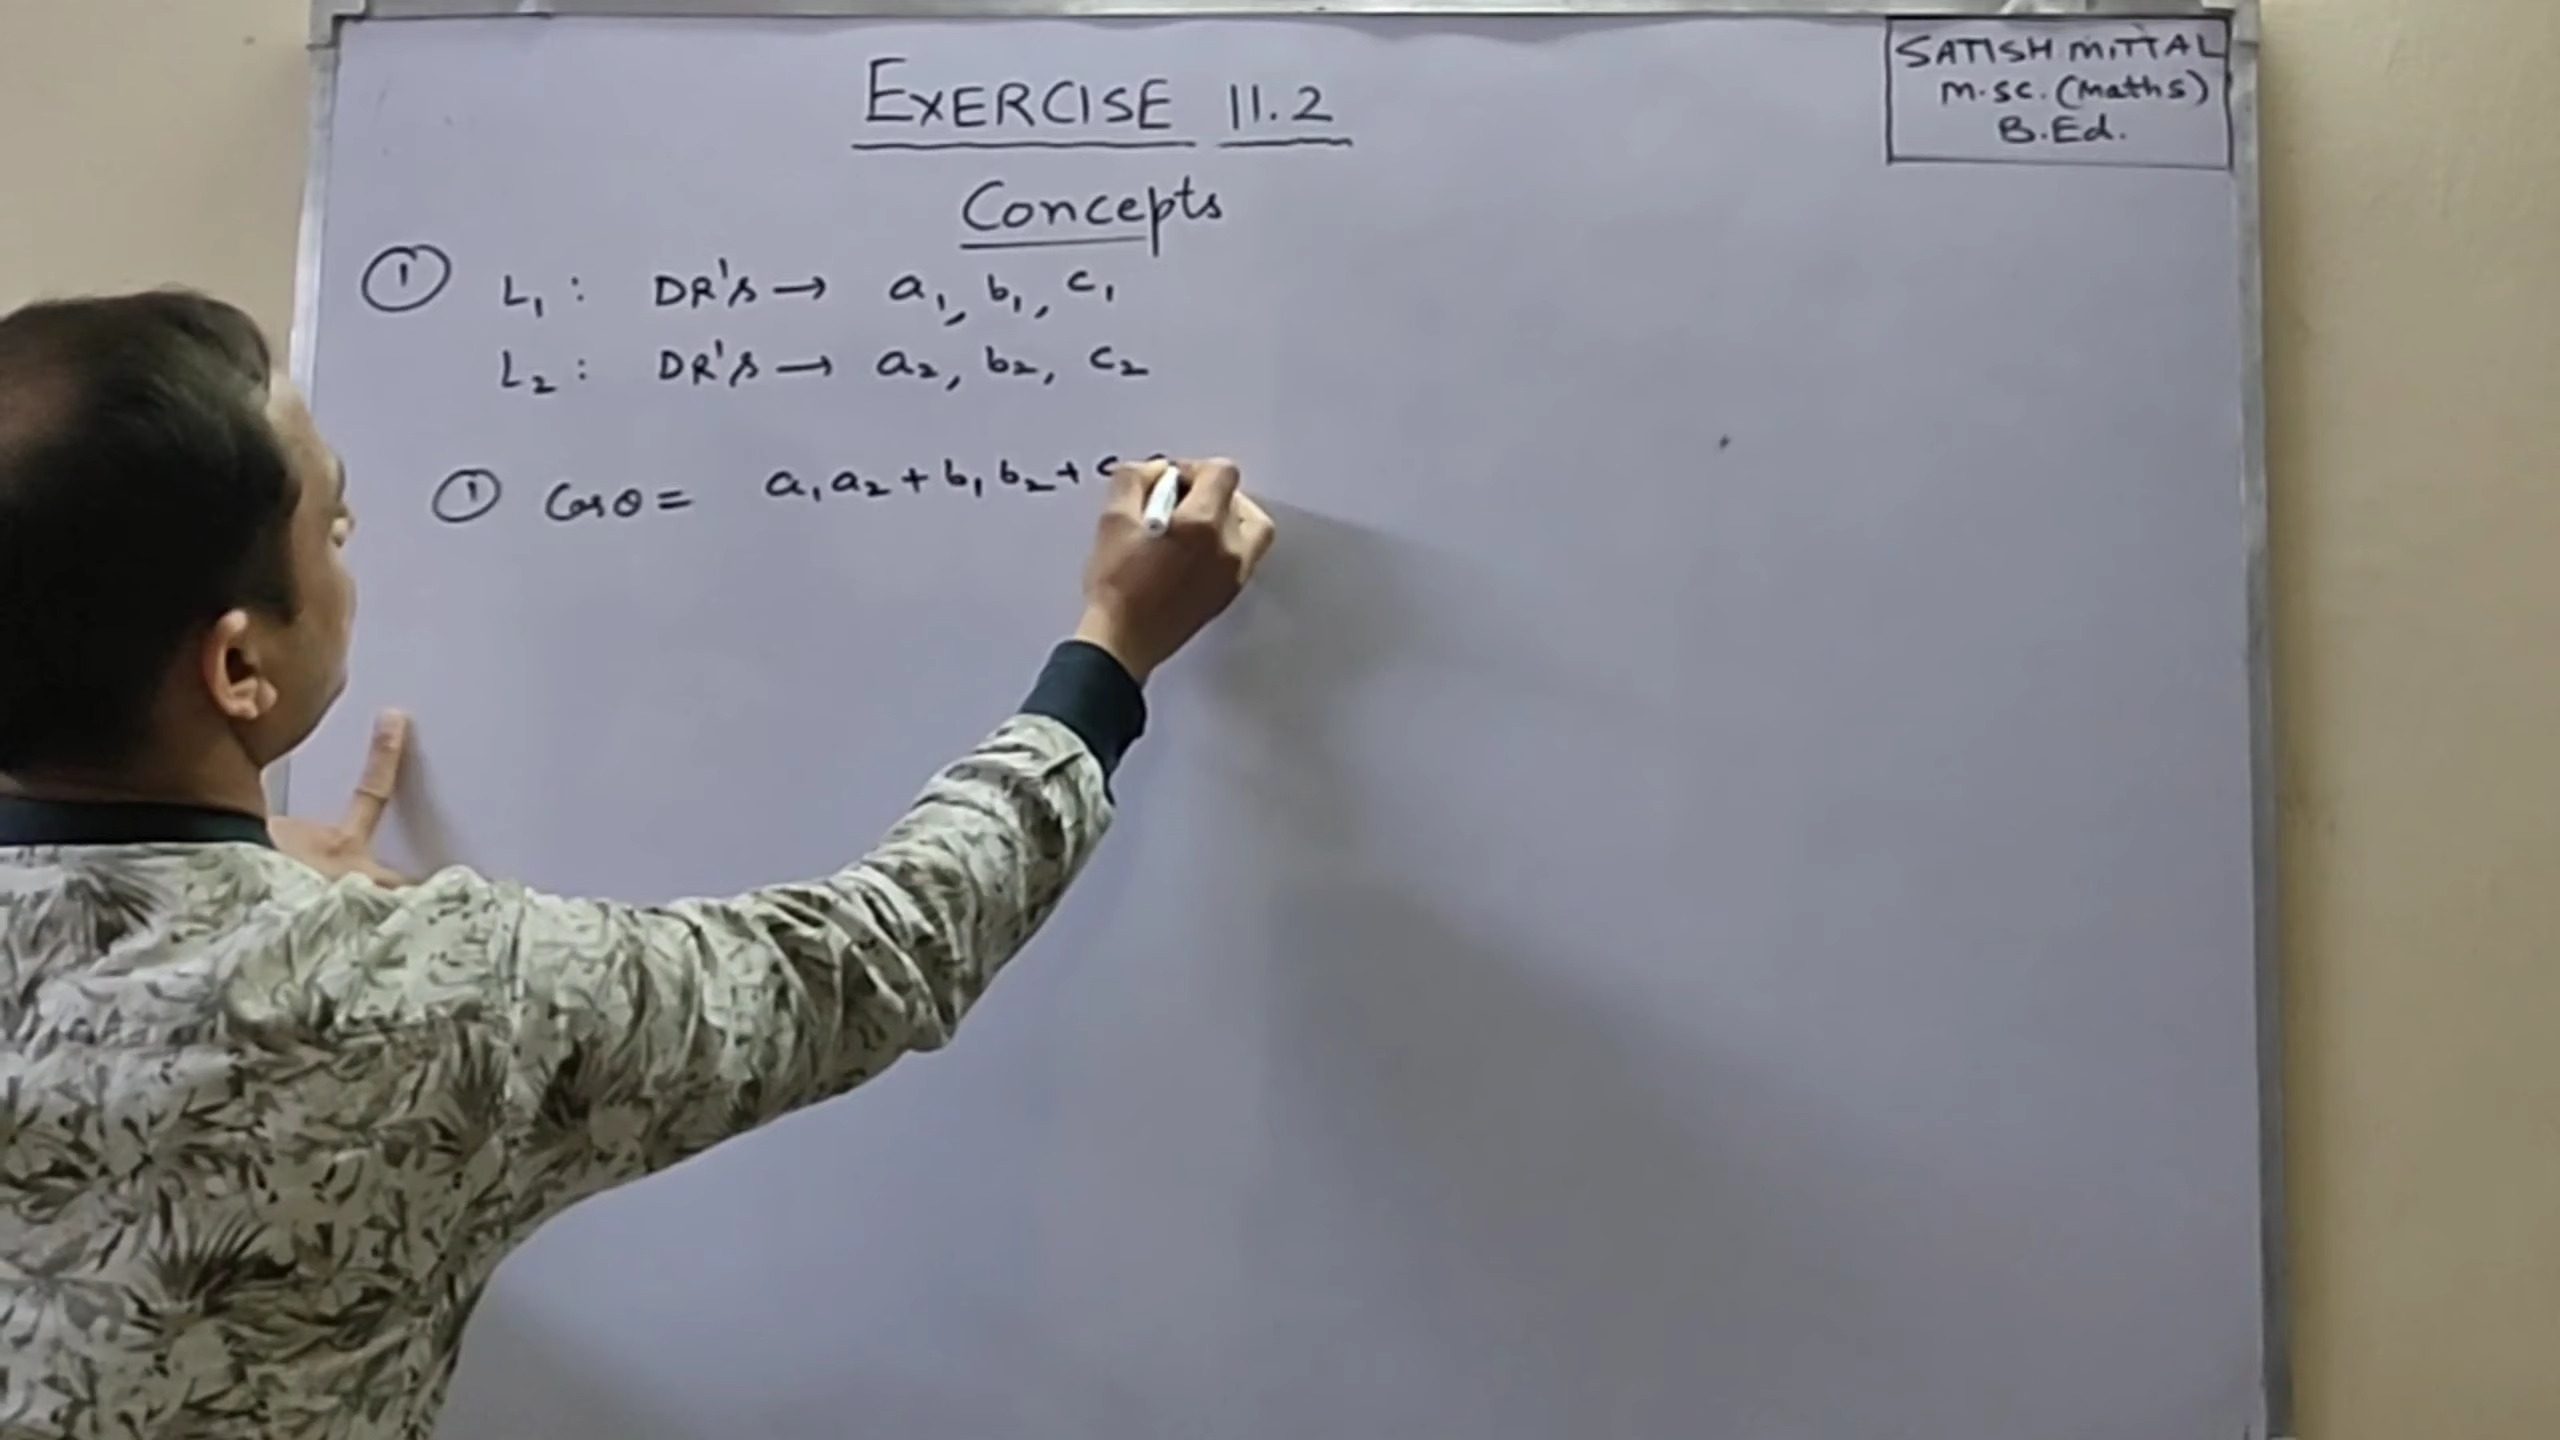 EXERCISE 11.2
SATISH MITTAL
M.SC. (Maths)
B.Ed.
Concepts
① L₁ : DR's → a₁, b₁, c₁
L₂ : DR's → a₂, b₂, c₂
① Cos θ = a₁a₂ + b₁b₂ + c